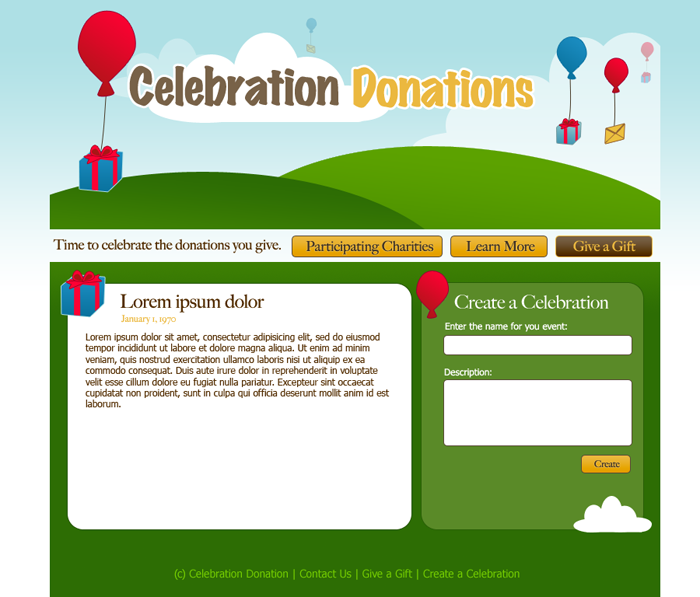 Celebration Donations
Time to celebrate the donations you give.
Participating Charities
Learn More
Give a Gift
Lorem ipsum dolor
January 1, 1970
Lorem ipsum dolor sit amet, consectetur adipisicing elit, sed do eiusmod
tempor incididunt ut labore et dolore magna aliqua. Ut enim ad minim
veniam, quis nostrud exercitation ullamco laboris nisi ut aliquip ex ea
commodo consequat. Duis aute irure dolor in reprehenderit in voluptate
velit esse cillum dolore eu fugiat nulla pariatur. Excepteur sint occaecat
cupidatat non proident, sunt in culpa qui officia deserunt mollit anim id est
laborum.
Create a Celebration
Enter the name for you event:
Description:
Create
(c) Celebration Donation | Contact Us | Give a Gift | Create a Celebration